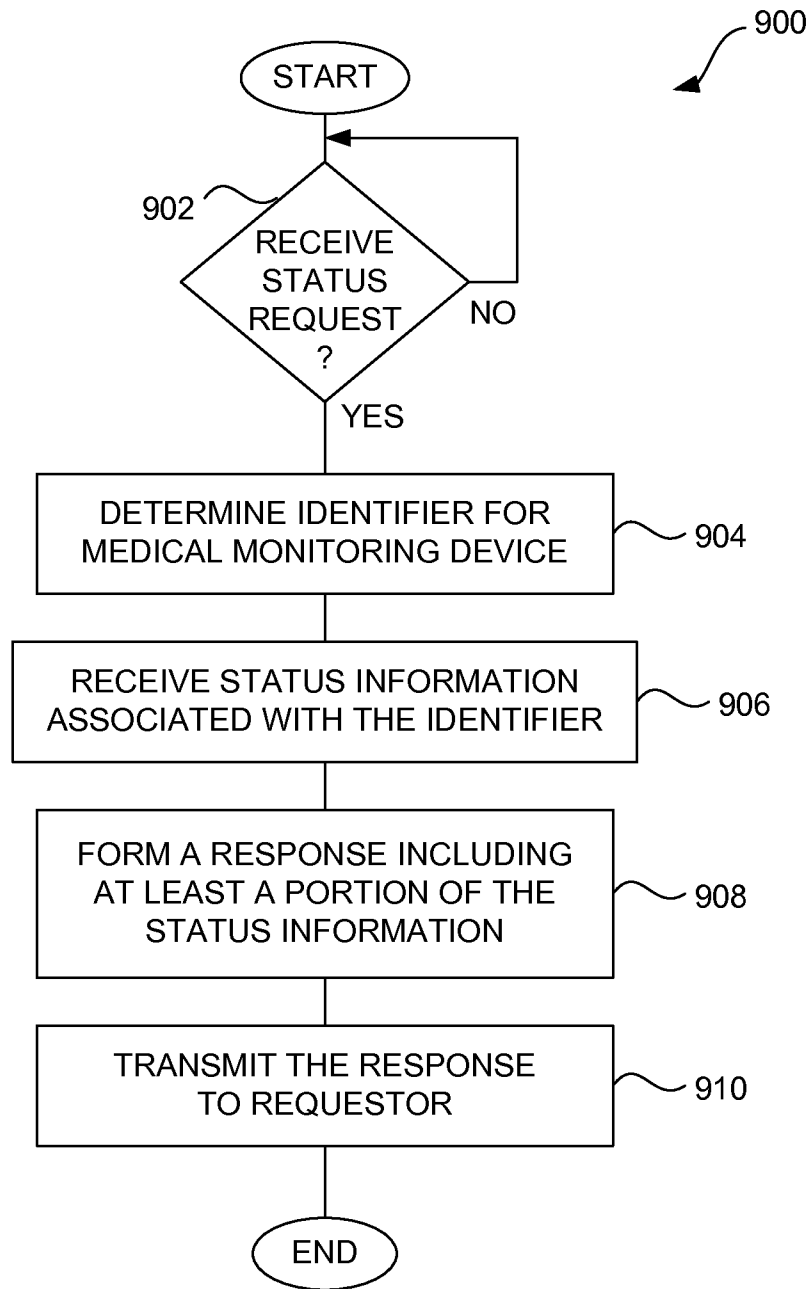 900
START
902
RECEIVE
STATUS
REQUEST
?
NO
YES
DETERMINE IDENTIFIER FOR
MEDICAL MONITORING DEVICE
904
RECEIVE STATUS INFORMATION
ASSOCIATED WITH THE IDENTIFIER
906
FORM A RESPONSE INCLUDING
AT LEAST A PORTION OF THE
STATUS INFORMATION
908
TRANSMIT THE RESPONSE
TO REQUESTOR
910
END